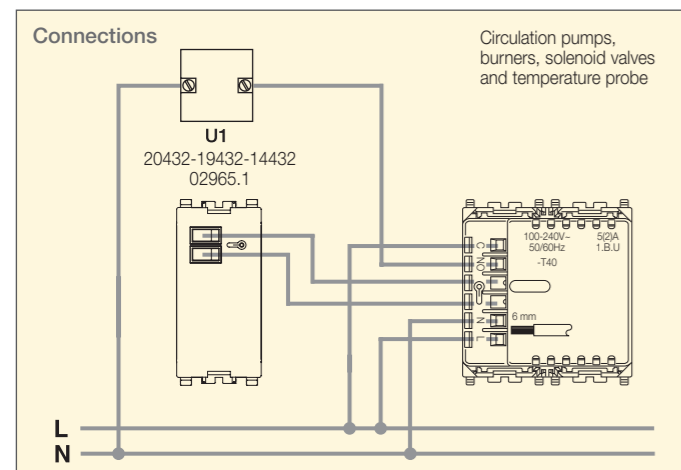 Connections
Circulation pumps,
burners, solenoid valves
and temperature probe
U1
20432-19432-14432
02965.1
100-240V~
50/60Hz
5(2)A
1.B.U
-T40
C
NO
6 mm
N
L
L
N